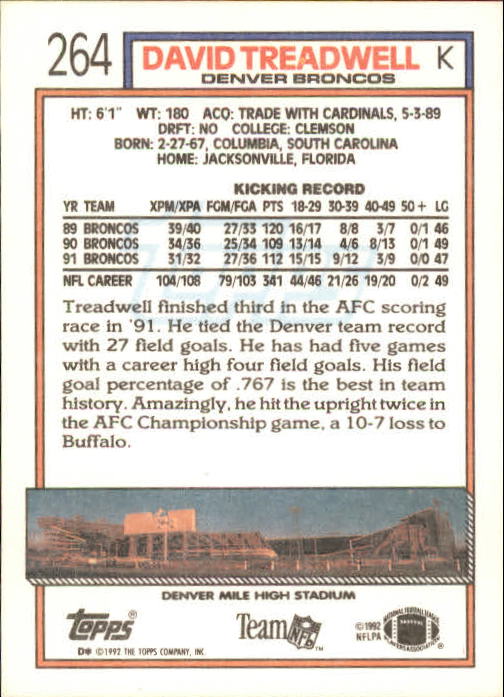 264 DAVID TREADWELL K
DENVER BRONCOS
HT: 6'1" WT: 180 ACQ: TRADE WITH CARDINALS, 5-3-89
DRFT: NO COLLEGE: CLEMSON
BORN: 2-27-67, COLUMBIA, SOUTH CAROLINA
HOME: JACKSONVILLE, FLORIDA
KICKING RECORD
YR TEAM XPM/XPA FGM/FGA PTS 18-29 30-39 40-49 50+ LG
89 BRONCOS 39/40 27/33 120 16/17 8/8 3/7 0/1 46
90 BRONCOS 34/36 25/34 109 13/14 4/6 8/13 0/1 49
91 BRONCOS 31/32 27/36 112 15/15 9/12 3/9 0/0 47
NFL CAREER 104/108 79/103 341 44/46 21/26 19/20 0/2 49
Treadwell finished third in the AFC scoring
race in '91. He tied the Denver team record
with 27 field goals. He has had five games
with a career high four field goals. His field
goal percentage of .767 is the best in team
history. Amazingly, he hit the upright twice in
the AFC Championship game, a 10-7 loss to
Buffalo.
DENVER MILE HIGH STADIUM
TOPPS®
Team NFL™
©1992
NFLPA
NATIONAL FOOTBALL LEAGUE
PLAYERS ASSOCIATION
D* ©1992 THE TOPPS COMPANY, INC.